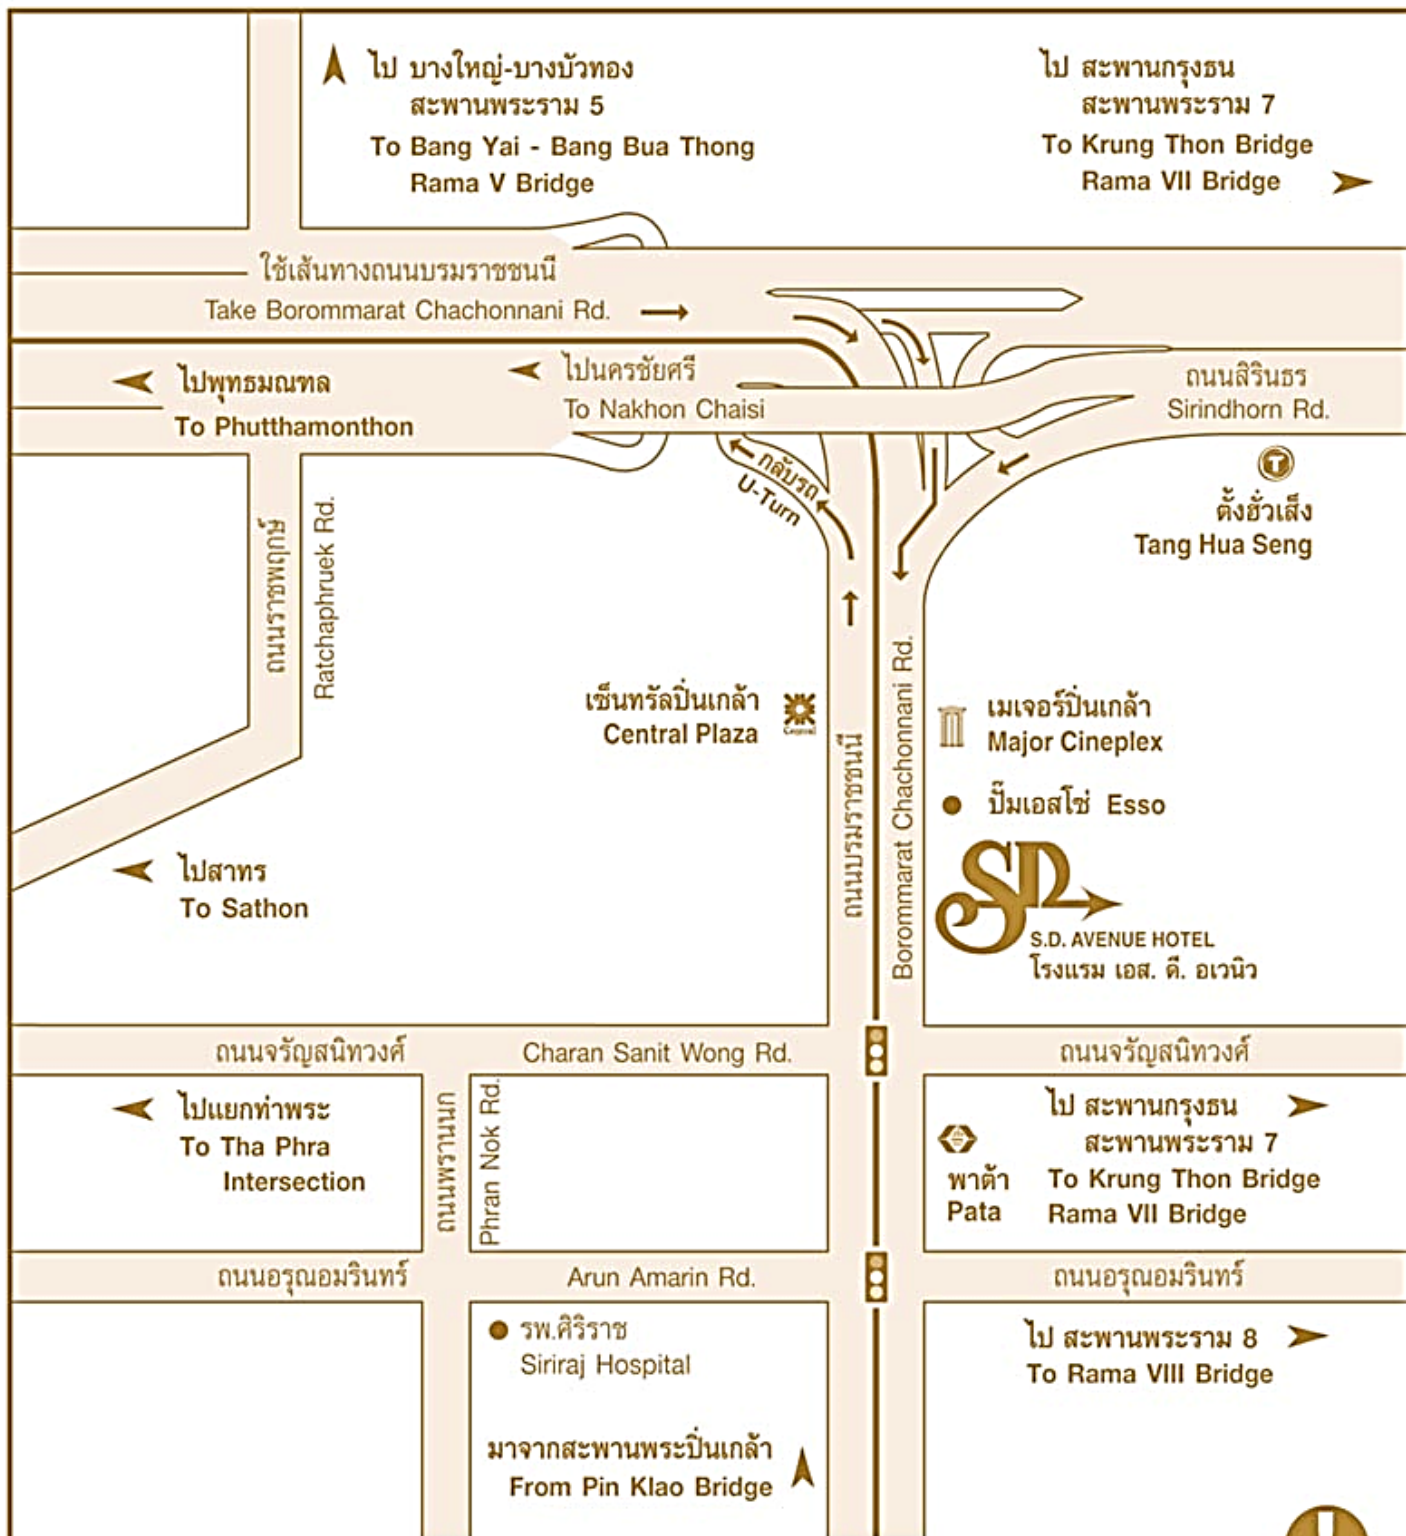 ไป บางใหญ่-บางบัวทอง
สะพานพระราม 5
To Bang Yai - Bang Bua Thong
Rama V Bridge
ไป สะพานกรุงธน
สะพานพระราม 7
To Krung Thon Bridge
Rama VII Bridge
ใช้เส้นทางถนนบรมราชชนนี
Take Borommarat Chachonnani Rd.
ไปพุทธมณฑล
To Phutthamonthon
ไปนครชัยศรี
To Nakhon Chaisi
ถนนสิรินธร
Sirindhorn Rd.
กลับรถ
U-Turn
T
ตั้งฮั่วเส็ง
Tang Hua Seng
ถนนราชพฤกษ์
Ratchaphruek Rd.
เซ็นทรัลปิ่นเกล้า
Central Plaza
Central
ถนนบรมราชชนนี
Borommarat Chachonnani Rd.
เมเจอร์ปิ่นเกล้า
Major Cineplex
ปั๊มเอสโซ่ Esso
SD
S.D. AVENUE HOTEL
โรงแรม เอส. ดี. อเวนิว
ไปสาทร
To Sathon
ถนนจรัญสนิทวงศ์
Charan Sanit Wong Rd.
ถนนจรัญสนิทวงศ์
ไปแยกท่าพระ
To Tha Phra
Intersection
ถนนพรานนก
Phran Nok Rd.
พาต้า
Pata
ไป สะพานกรุงธน
สะพานพระราม 7
To Krung Thon Bridge
Rama VII Bridge
ถนนอรุณอมรินทร์
Arun Amarin Rd.
ถนนอรุณอมรินทร์
รพ.ศิริราช
Siriraj Hospital
ไป สะพานพระราม 8
To Rama VIII Bridge
มาจากสะพานพระปิ่นเกล้า
From Pin Klao Bridge